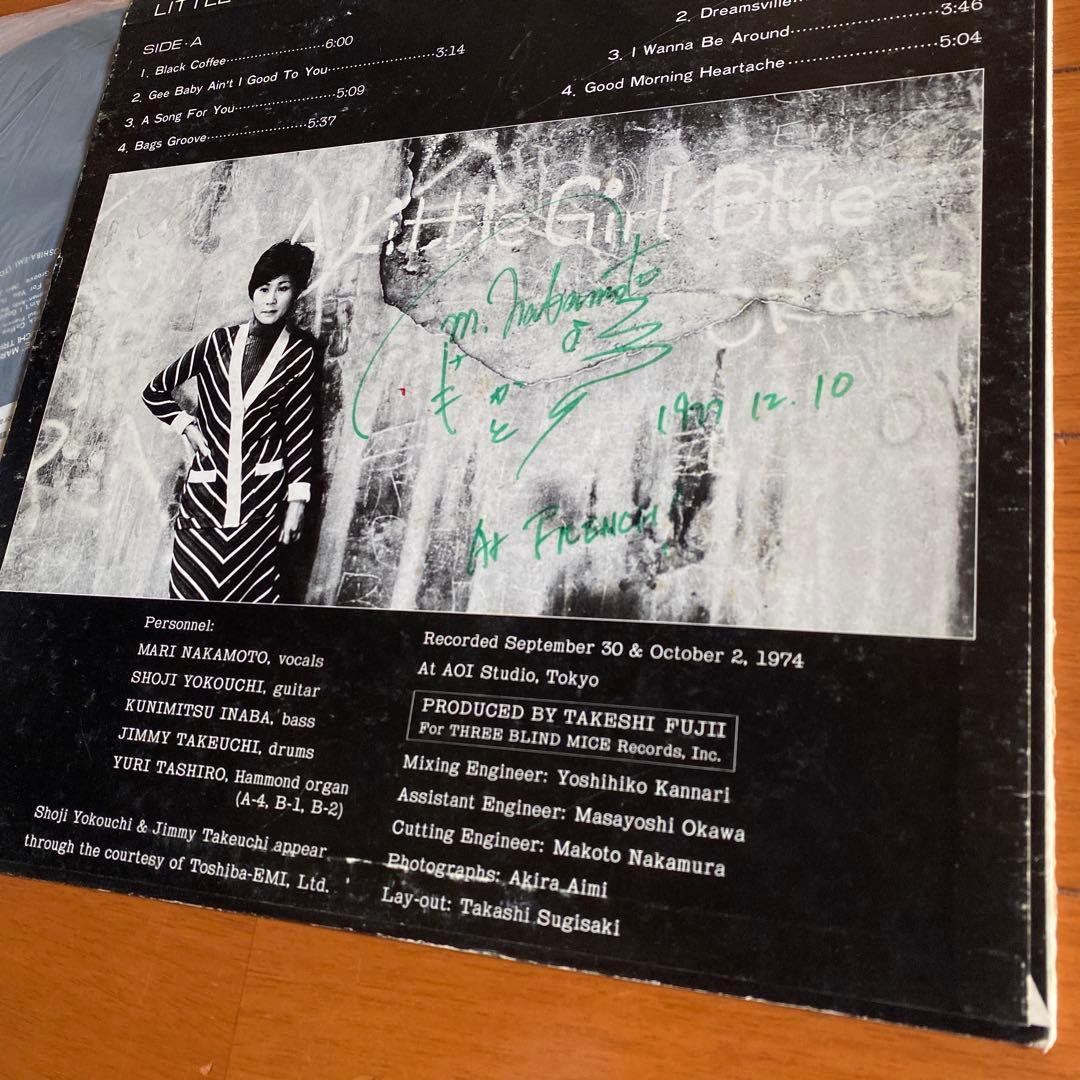 LITTLE
SIDE·A
1. Black Coffee 6:00
2. Gee Baby Ain't I Good To You 3:14
3. A Song For You 5:09
4. Bags Groove 5:37
2. Dreamsville
3. I Wanna Be Around 3:46
4. Good Morning Heartache 5:04
A Little Girl Blue
m. Nakamoto
1977 12.10
At FRENCH
Personnel:
MARI NAKAMOTO, vocals
SHOJI YOKOUCHI, guitar
KUNIMITSU INABA, bass
JIMMY TAKEUCHI, drums
YURI TASHIRO, Hammond organ
(A-4, B-1, B-2)
Shoji Yokouchi & Jimmy Takeuchi appear
through the courtesy of Toshiba-EMI, Ltd.
Recorded September 30 & October 2, 1974
At AOI Studio, Tokyo
PRODUCED BY TAKESHI FUJII
For THREE BLIND MICE Records, Inc.
Mixing Engineer: Yoshihiko Kannari
Assistant Engineer: Masayoshi Okawa
Cutting Engineer: Makoto Nakamura
Photographs: Akira Aimi
Lay-out: Takashi Sugisaki